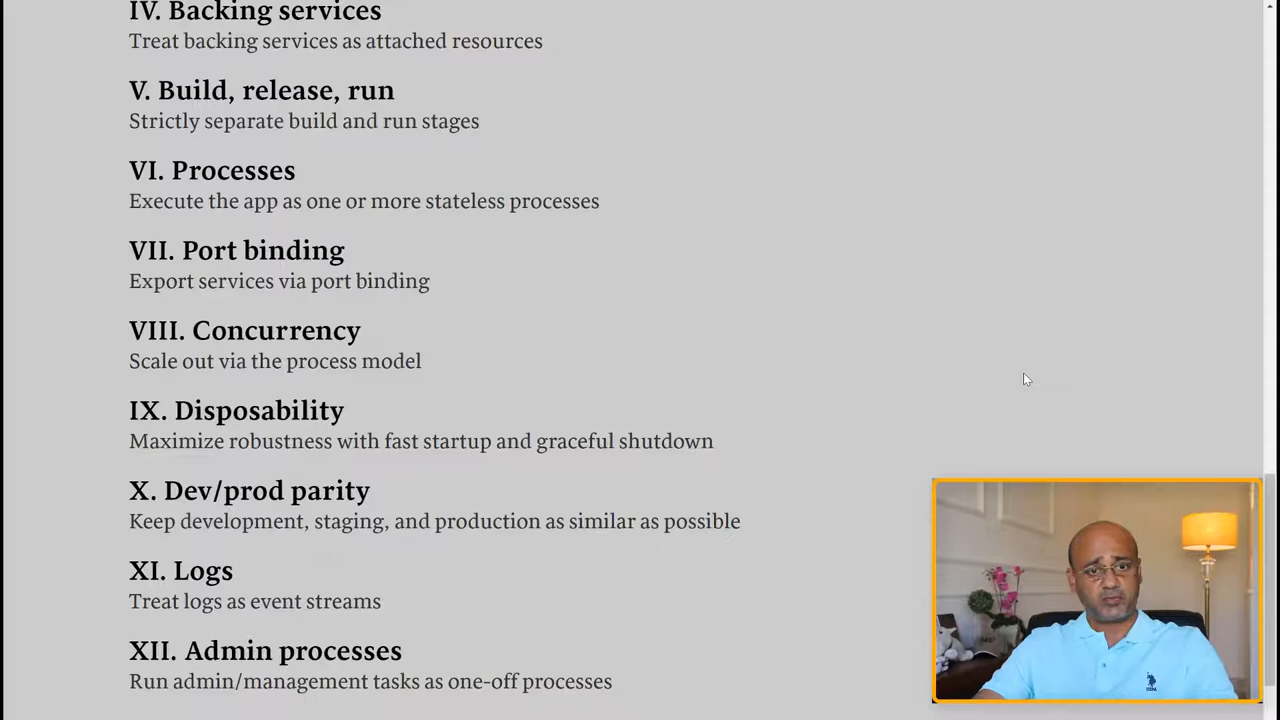 IV. Backing services
Treat backing services as attached resources
V. Build, release, run
Strictly separate build and run stages
VI. Processes
Execute the app as one or more stateless processes
VII. Port binding
Export services via port binding
VIII. Concurrency
Scale out via the process model
IX. Disposability
Maximize robustness with fast startup and graceful shutdown
X. Dev/prod parity
Keep development, staging, and production as similar as possible
XI. Logs
Treat logs as event streams
XII. Admin processes
Run admin/management tasks as one-off processes